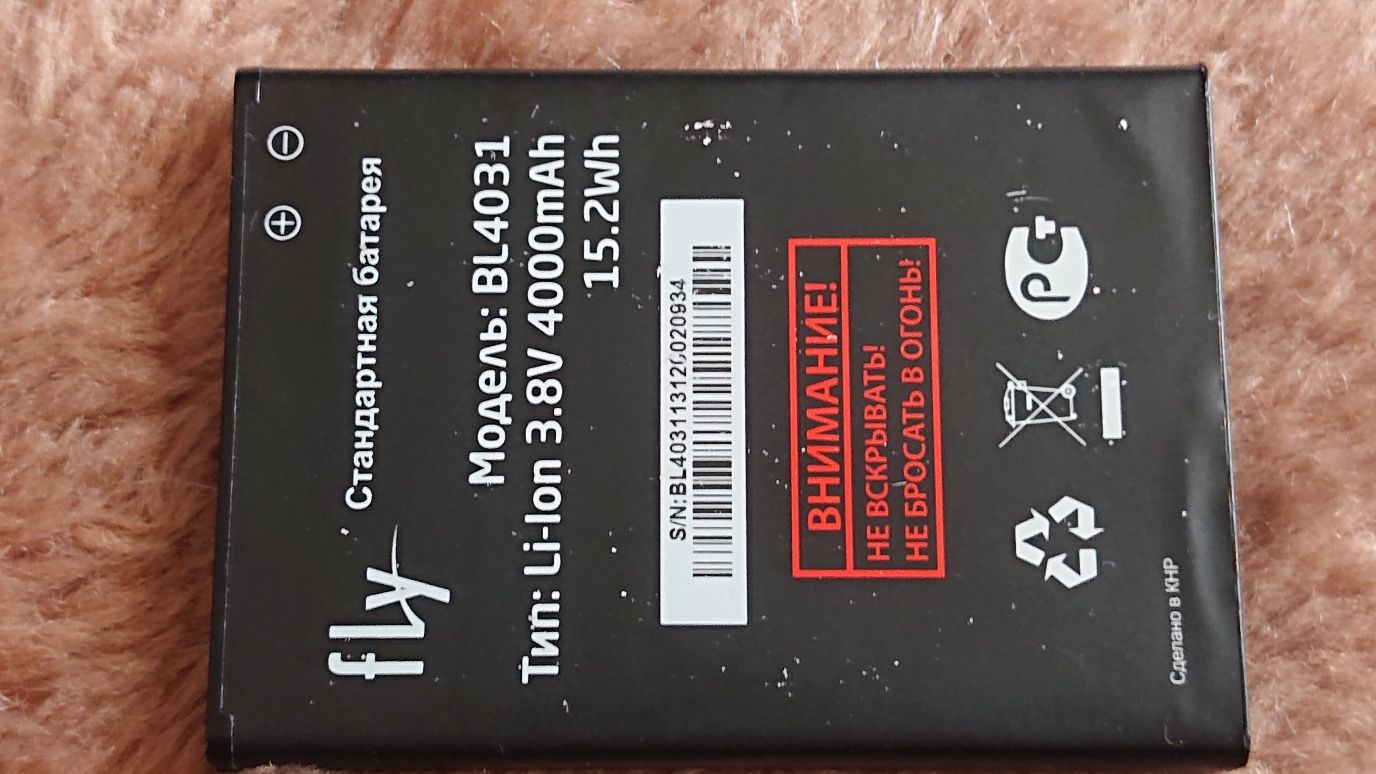 fly Стандартная батарея
Модель: BL4031
Тип: Li-Ion 3.8V 4000mAh
15.2Wh
S/N:BL40311312C020934
ВНИМАНИЕ!
НЕ ВСКРЫВАТЬ!
НЕ БРОСАТЬ В ОГОНЬ!
РСт
Сделано в КНР